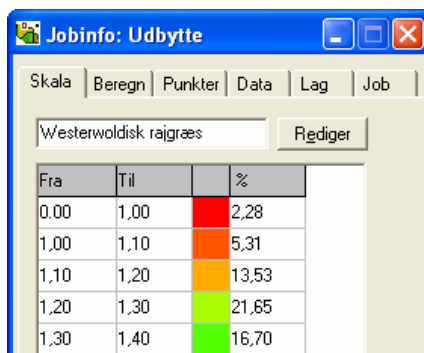 Jobinfo: Udbytte
Skala Beregn Punkter Data Lag Job
Westerwoldisk rajgræs Rediger
Fra Til %
0.00 1,00 2,28
1,00 1,10 5,31
1,10 1,20 13,53
1,20 1,30 21,65
1,30 1,40 16,70